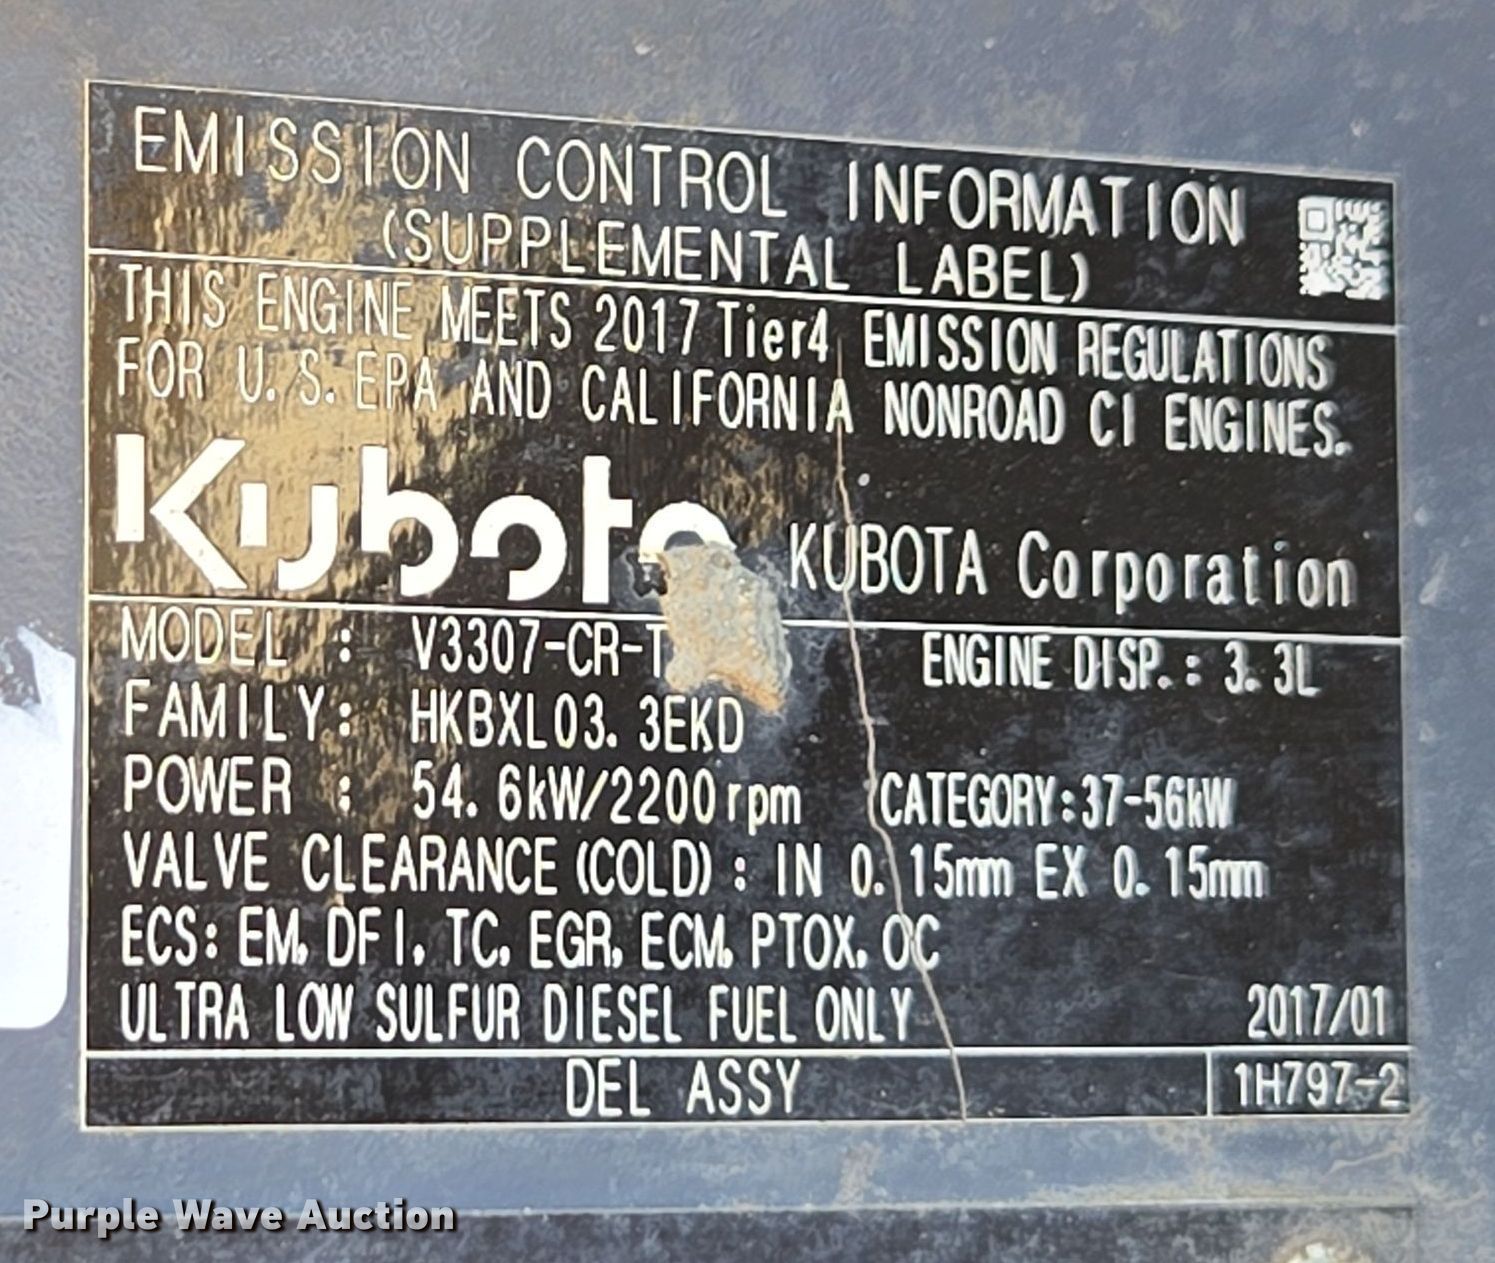 EMISSION CONTROL INFORMATION
(SUPPLEMENTAL LABEL)
THIS ENGINE MEETS 2017 Tier4 EMISSION REGULATIONS
FOR U.S.EPA AND CALIFORNIA NONROAD CI ENGINES.
Kubota KUBOTA Corporation
MODEL : V3307-CR-T ENGINE DISP.: 3.3L
FAMILY: HKBXL03.3EKD
POWER : 54.6kW/2200rpm CATEGORY:37-56kW
VALVE CLEARANCE(COLD): IN 0.15mm EX 0.15mm
ECS: EM, DFI, TC, EGR, ECM, PTOX, OC
ULTRA LOW SULFUR DIESEL FUEL ONLY 2017/01
DEL ASSY 1H797-2
Purple Wave Auction